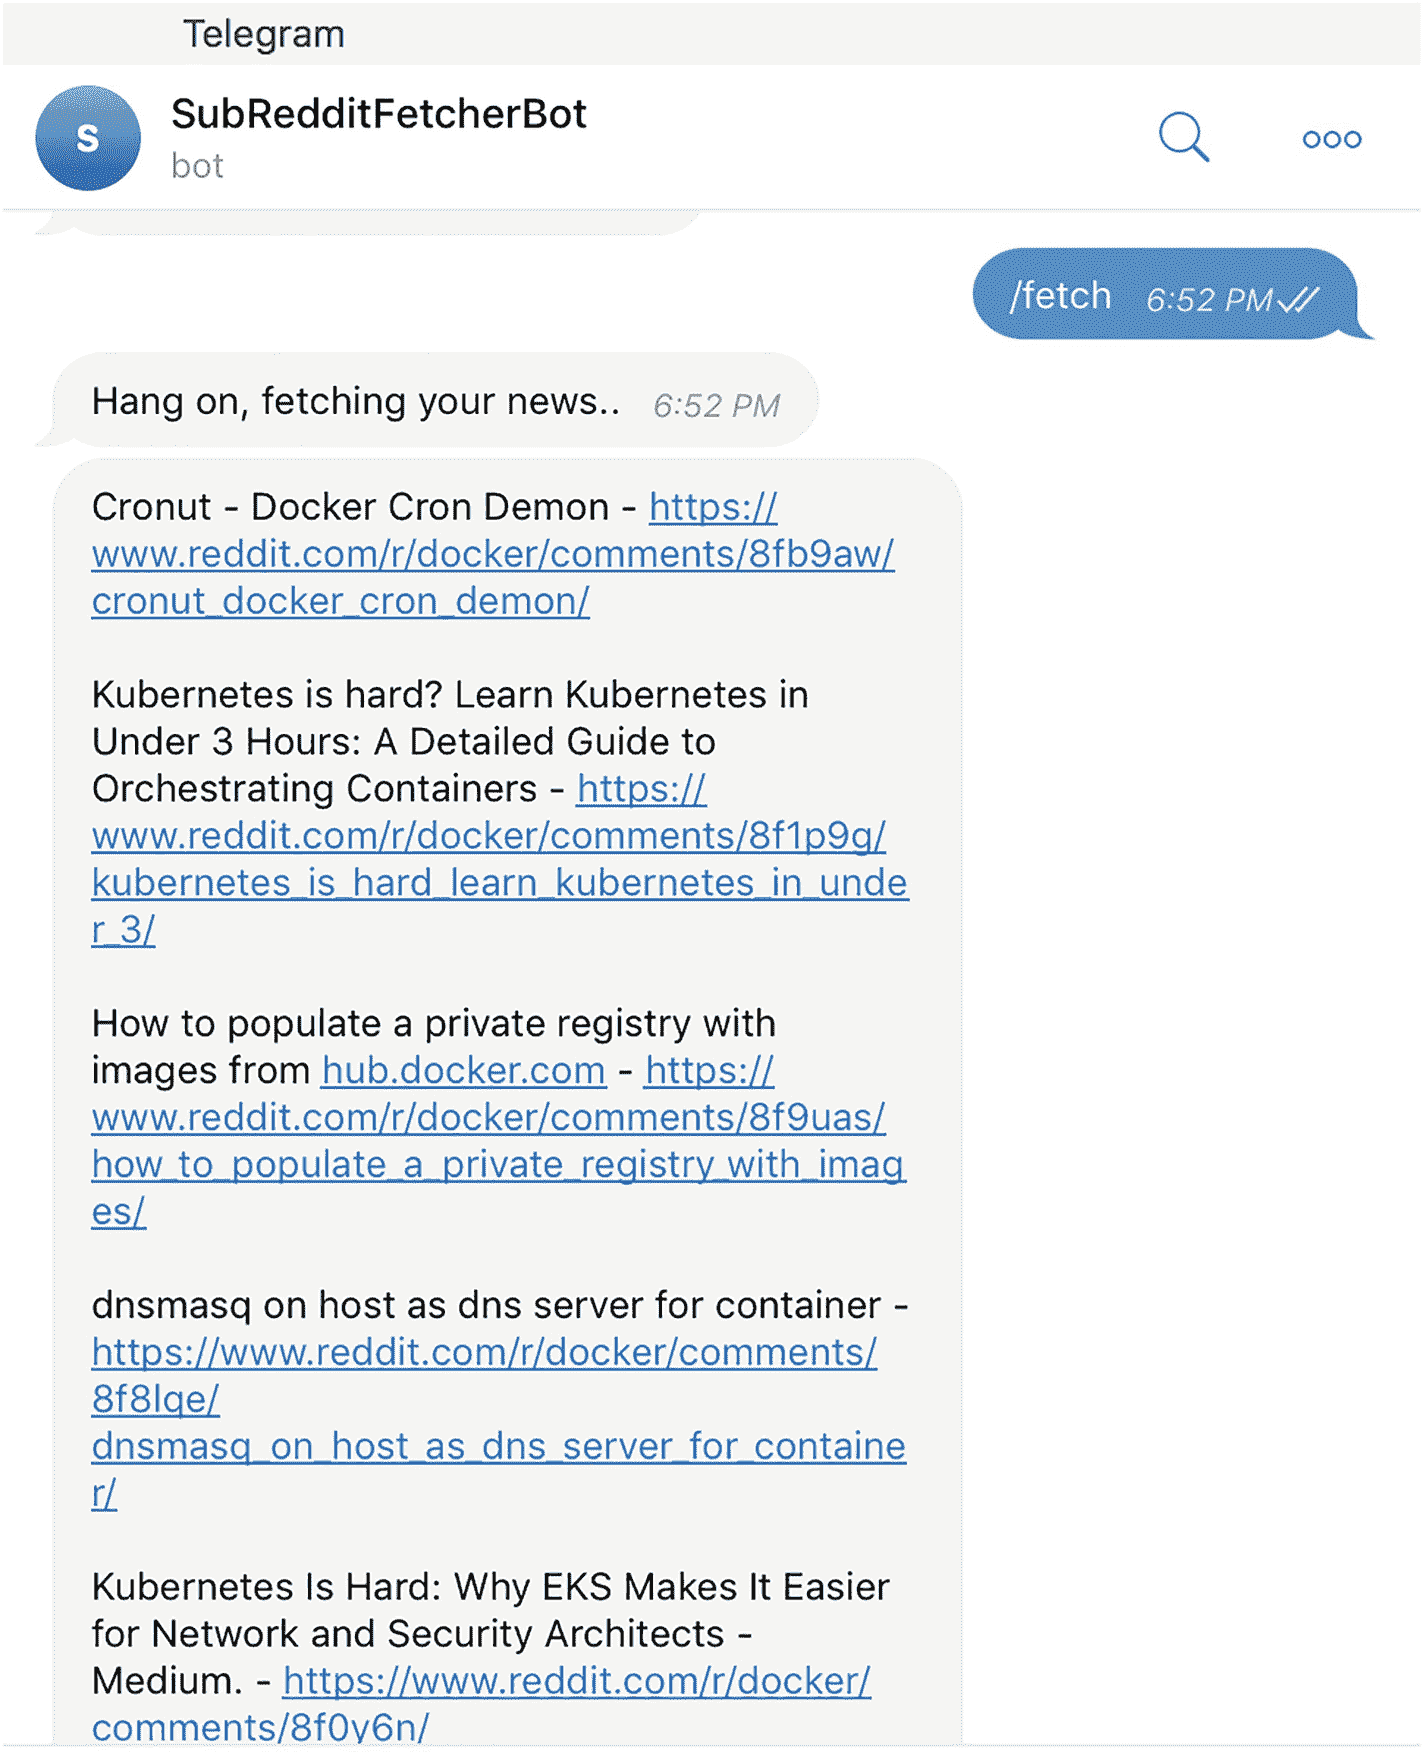 Telegram
S
SubRedditFetcherBot
bot
/fetch 6:52 PM
Hang on, fetching your news.. 6:52 PM
Cronut - Docker Cron Demon - https://
www.reddit.com/r/docker/comments/8fb9aw/
cronut_docker_cron_demon/
Kubernetes is hard? Learn Kubernetes in
Under 3 Hours: A Detailed Guide to
Orchestrating Containers - https://
www.reddit.com/r/docker/comments/8f1p9g/
kubernetes_is_hard_learn_kubernetes_in_unde
r_3/
How to populate a private registry with
images from hub.docker.com - https://
www.reddit.com/r/docker/comments/8f9uas/
how_to_populate_a_private_registry_with_imag
es/
dnsmasq on host as dns server for container -
https://www.reddit.com/r/docker/comments/
8f8lqe/
dnsmasq_on_host_as_dns_server_for_containe
r/
Kubernetes Is Hard: Why EKS Makes It Easier
for Network and Security Architects -
Medium. - https://www.reddit.com/r/docker/
comments/8f0y6n/